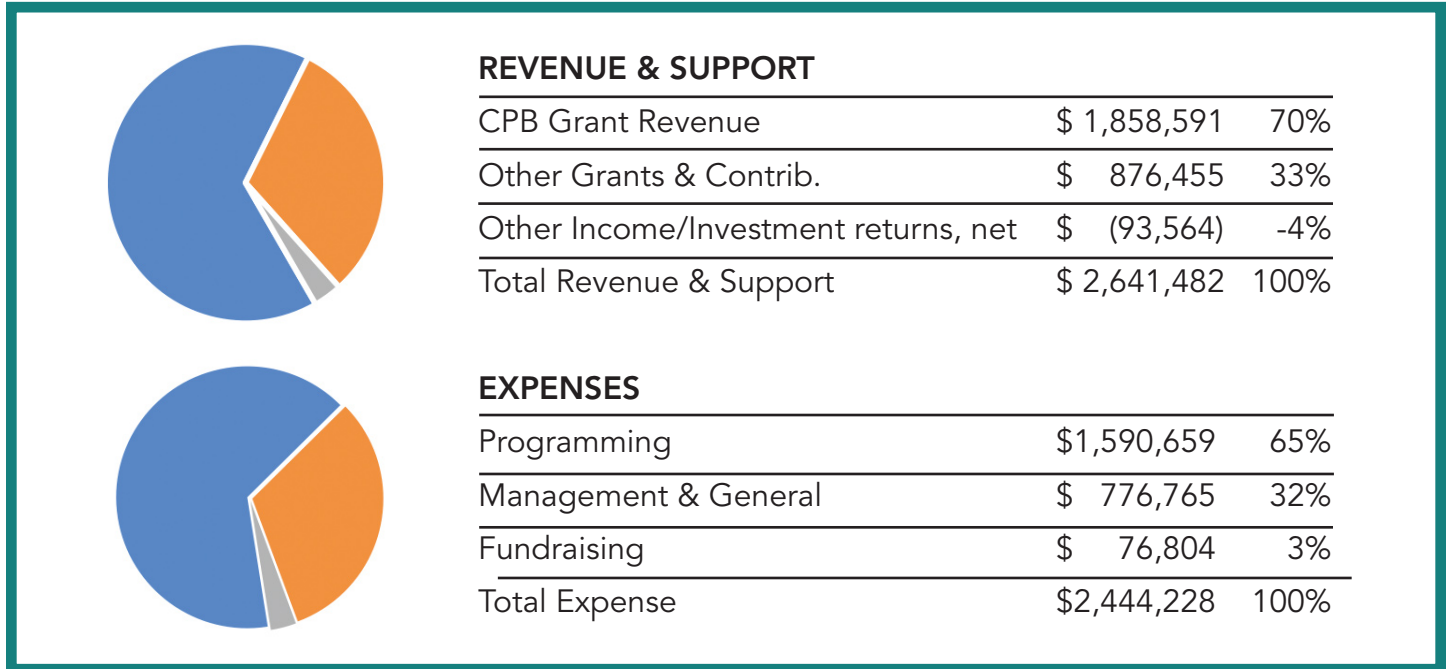 REVENUE & SUPPORT
CPB Grant Revenue $ 1,858,591 70%
Other Grants & Contrib. $ 876,455 33%
Other Income/Investment returns, net $ (93,564) -4%
Total Revenue & Support $ 2,641,482 100%
EXPENSES
Programming $1,590,659 65%
Management & General $ 776,765 32%
Fundraising $ 76,804 3%
Total Expense $2,444,228 100%